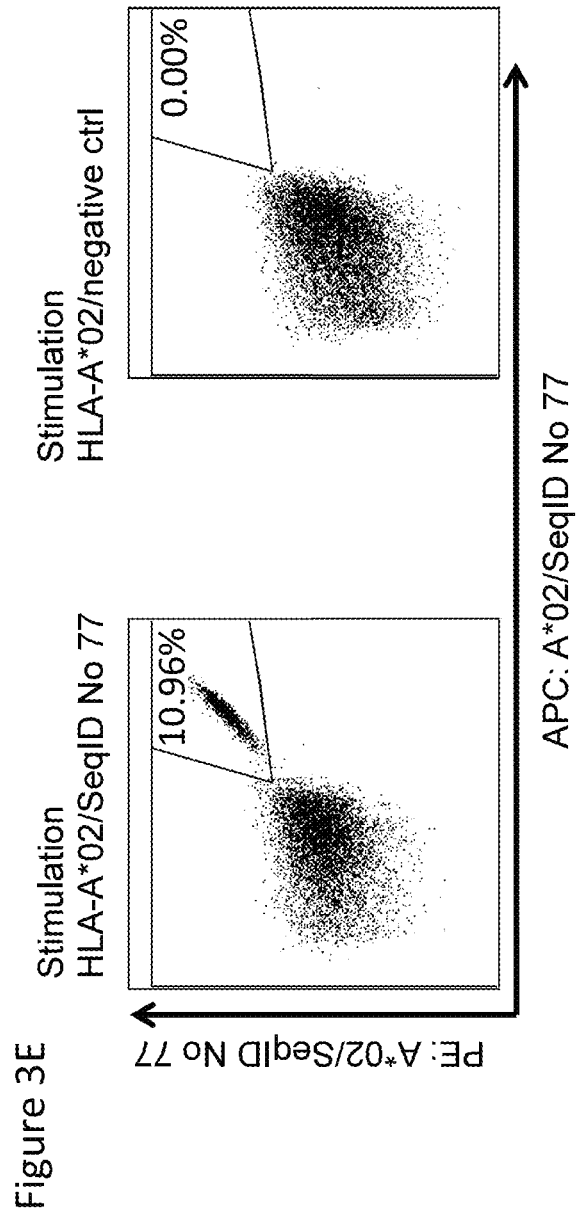 Figure 3E
Stimulation
HLA-A*02/SeqID No 77
10.96%
Stimulation
HLA-A*02/negative ctrl
0.00%
PE: A*02/SeqID No 77
APC: A*02/SeqID No 77